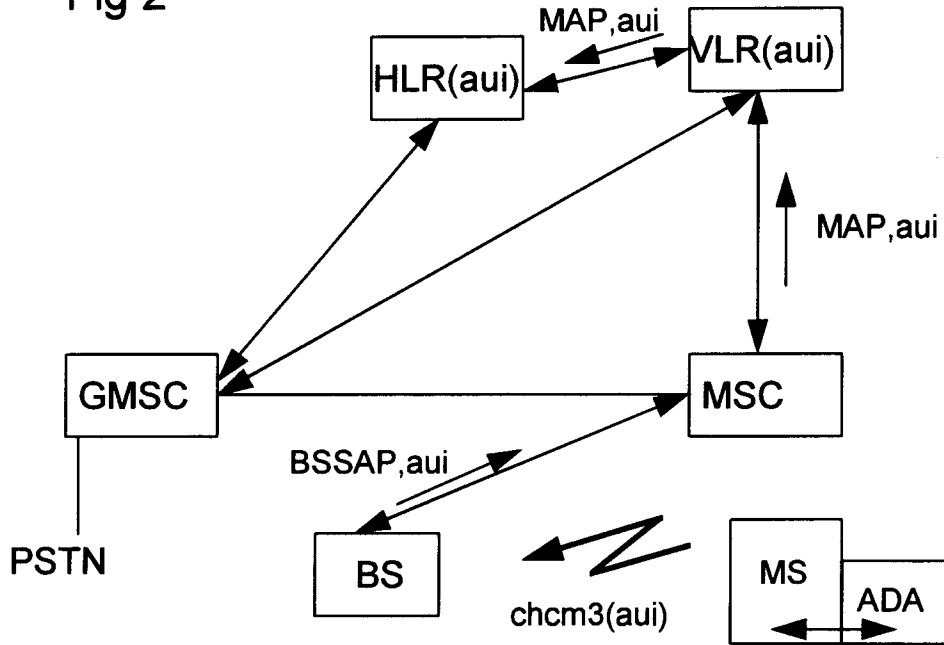 Fig 2
MAP,aui
HLR(aui)
VLR(aui)
MAP,aui
GMSC
MSC
BSSAP,aui
PSTN
BS
MS
ADA
chcm3(aui)